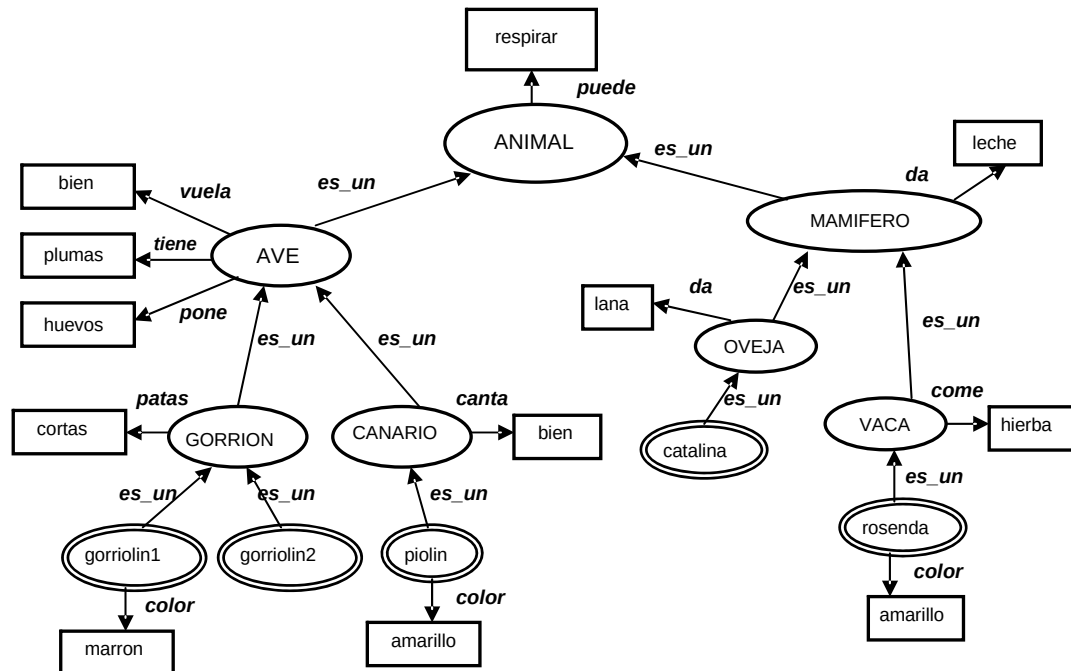 respirar
puede
ANIMAL
leche
es_un
da
bien
vuela
es_un
MAMIFERO
plumas
tiene
AVE
huevos
pone
lana
da
es_un
OVEJA
es_un
es_un
es_un
es_un
catalina
patas
canta
come
cortas
GORRION
CANARIO
bien
VACA
hierba
es_un
es_un
es_un
es_un
gorriolin1
gorriolin2
piolin
rosenda
color
color
color
marron
amarillo
amarillo